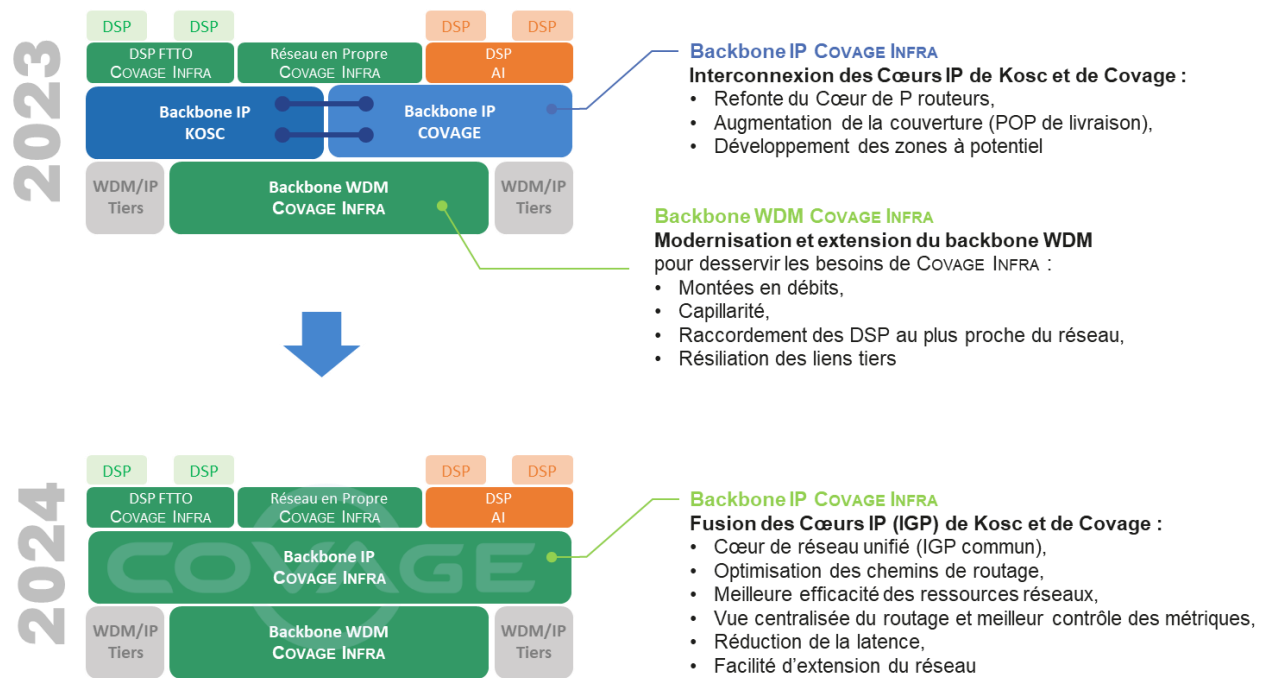 2023
DSP
DSP
DSP
DSP
DSP FTTO
COVAGE INFRA
Réseau en Propre
COVAGE INFRA
DSP
AI
Backbone IP
KOSC
Backbone IP
COVAGE
WDM/IP
Tiers
Backbone WDM
COVAGE INFRA
WDM/IP
Tiers
Backbone IP COVAGE INFRA
Interconnexion des Cœurs IP de Kosc et de Covage :
• Refonte du Cœur de P routeurs,
• Augmentation de la couverture (POP de livraison),
• Développement des zones à potentiel
Backbone WDM COVAGE INFRA
Modernisation et extension du backbone WDM
pour desservir les besoins de COVAGE INFRA :
• Montées en débits,
• Capillarité,
• Raccordement des DSP au plus proche du réseau,
• Résiliation des liens tiers
2024
DSP
DSP
DSP
DSP
DSP FTTO
COVAGE INFRA
Réseau en Propre
COVAGE INFRA
DSP
AI
COVAGE
Backbone IP
COVAGE INFRA
WDM/IP
Tiers
Backbone WDM
COVAGE INFRA
WDM/IP
Tiers
Backbone IP COVAGE INFRA
Fusion des Cœurs IP (IGP) de Kosc et de Covage :
• Cœur de réseau unifié (IGP commun),
• Optimisation des chemins de routage,
• Meilleure efficacité des ressources réseaux,
• Vue centralisée du routage et meilleur contrôle des métriques,
• Réduction de la latence,
• Facilité d'extension du réseau